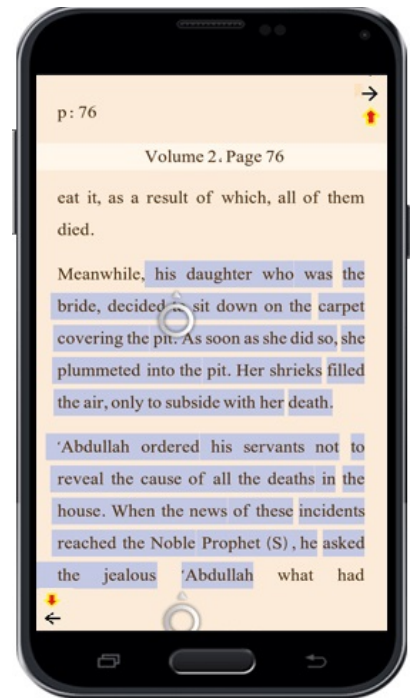 p: 76
Volume 2، Page 76
eat it, as a result of which, all of them
died.
Meanwhile, his daughter who was the
bride, decided to sit down on the carpet
covering the pit. As soon as she did so, she
plummeted into the pit. Her shrieks filled
the air, only to subside with her death.
‘Abdullah ordered his servants not to
reveal the cause of all the deaths in the
house. When the news of these incidents
reached the Noble Prophet (S) , he asked
the jealous ‘Abdullah what had